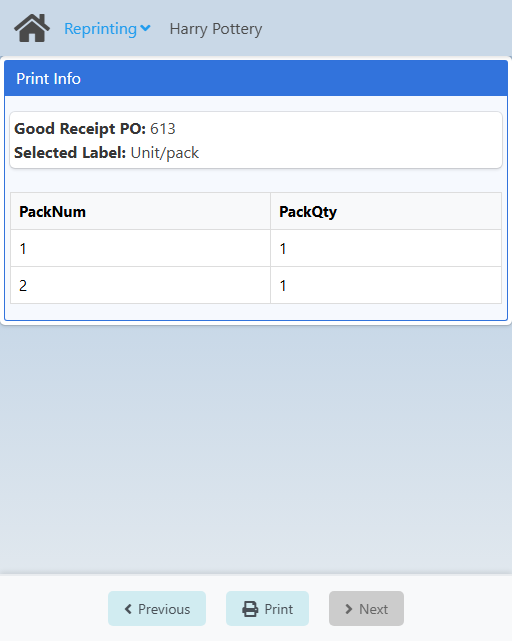 Reprinting Harry Pottery
Print Info
Good Receipt PO: 613
Selected Label: Unit/pack
PackNum PackQty
1 1
2 1
Previous Print Next